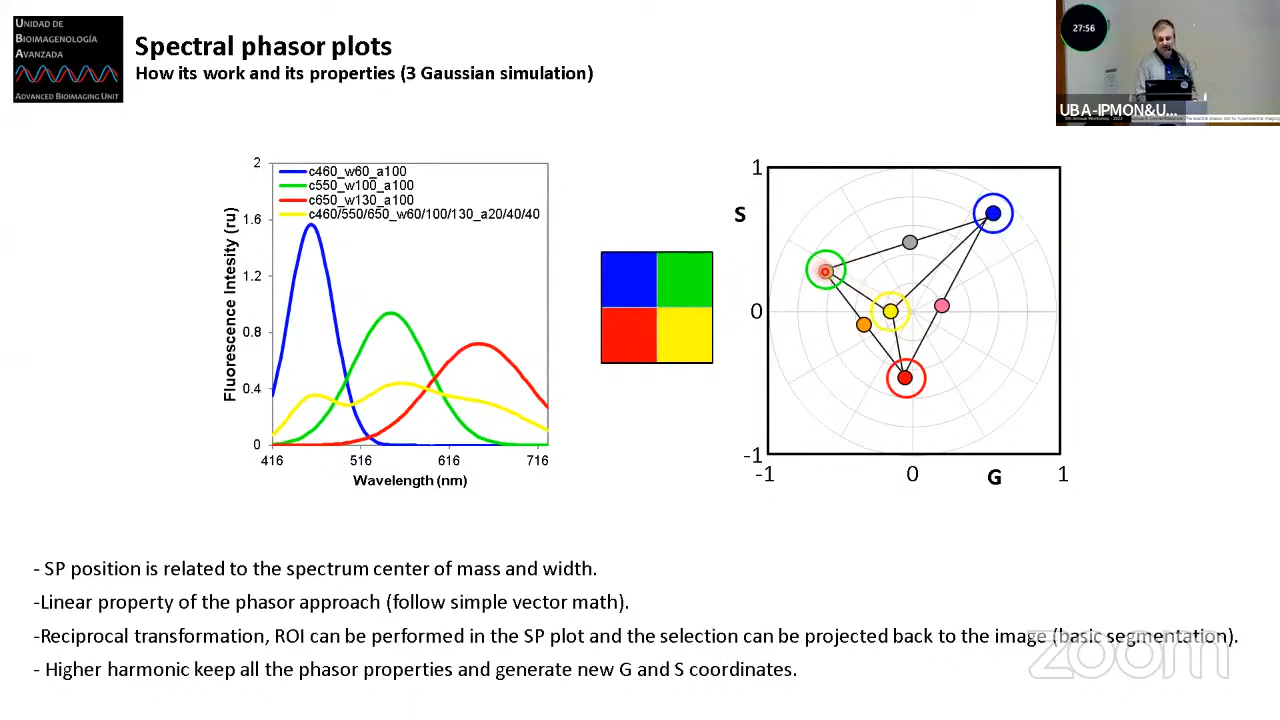 UNIDAD DE
BIOIMAGENOLOGÍA
AVANZADA
ADVANCED BIOIMAGING UNIT
Spectral phasor plots
How its work and its properties (3 Gaussian simulation)
27:56
UBA-IPMON&U...
Fluorescence Intesity (ru)
2
1.6
1.2
0.8
0.4
0
c460_w60_a100
c550_w100_a100
c650_w130_a100
c460/550/650_w60/100/130_a20/40/40
416
516
616
716
Wavelength (nm)
1
S
0
-1
-1
0
G
1
- SP position is related to the spectrum center of mass and width.
-Linear property of the phasor approach (follow simple vector math).
-Reciprocal transformation, ROI can be performed in the SP plot and the selection can be projected back to the image (basic segmentation).
- Higher harmonic keep all the phasor properties and generate new G and S coordinates.
zoom